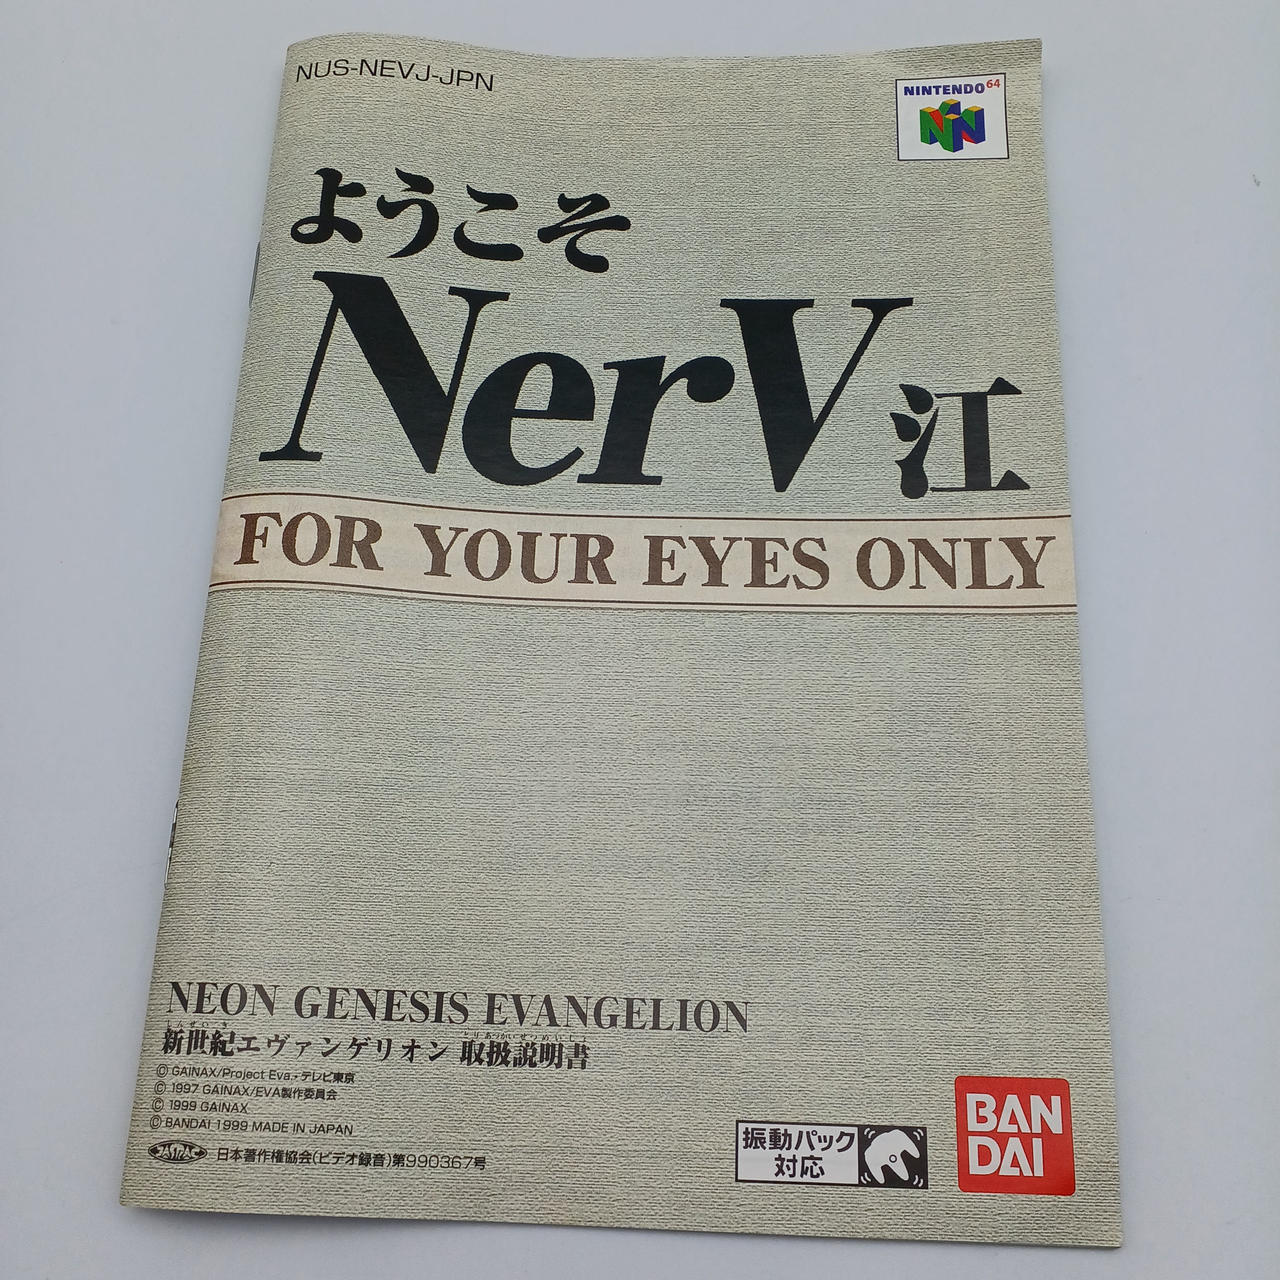 NUS-NEVJ-JPN
NINTENDO 64
ようこそ
NerV江
FOR YOUR EYES ONLY
NEON GENESIS EVANGELION
新世紀エヴァンゲリオン 取扱説明書
© GAINAX/Project Eva.・テレビ東京
© 1997 GAINAX/EVA製作委員会
© 1999 GAINAX
© BANDAI 1999 MADE IN JAPAN
日本著作権協会(ビデオ録音)第990367号
振動パック
対応
BAN
DAI